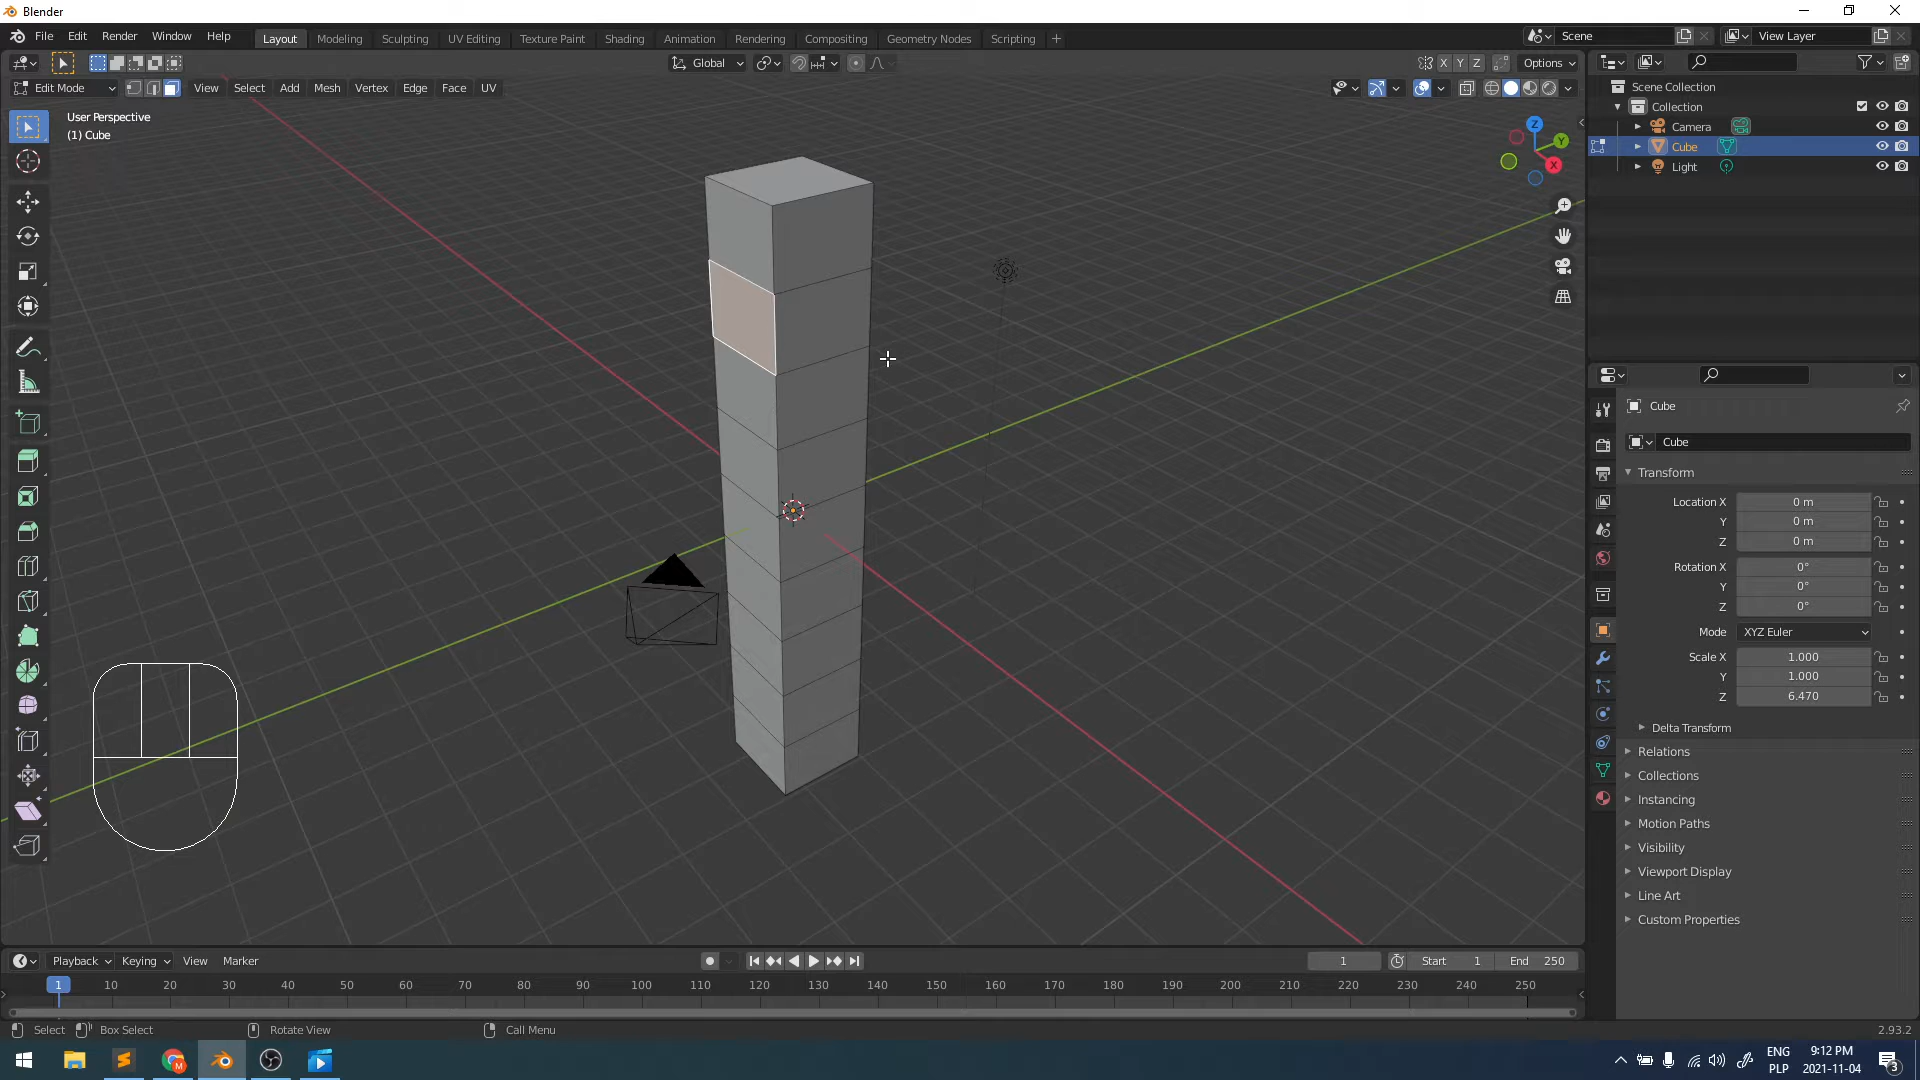 Blender
File Edit Render Window Help
Layout Modeling Sculpting UV Editing Texture Paint Shading Animation Rendering Compositing Geometry Nodes Scripting +
Scene
View Layer
Global
X Y Z
Options
Edit Mode
View Select Add Mesh Vertex Edge Face UV
User Perspective
(1) Cube
Z
Y
X
Scene Collection
Collection
Camera
Cube
Light
Cube
Cube
Transform
Location X 0 m
Y 0 m
Z 0 m
Rotation X 0°
Y 0°
Z 0°
Mode XYZ Euler
Scale X 1.000
Y 1.000
Z 6.470
Delta Transform
Relations
Collections
Instancing
Motion Paths
Visibility
Viewport Display
Line Art
Custom Properties
Playback Keying View Marker
1 Start 1 End 250
1 10 20 30 40 50 60 70 80 90 100 110 120 130 140 150 160 170 180 190 200 210 220 230 240 250
Select Box Select Rotate View Call Menu
2.93.2
ENG
PLP
9:12 PM
2021-11-04
3